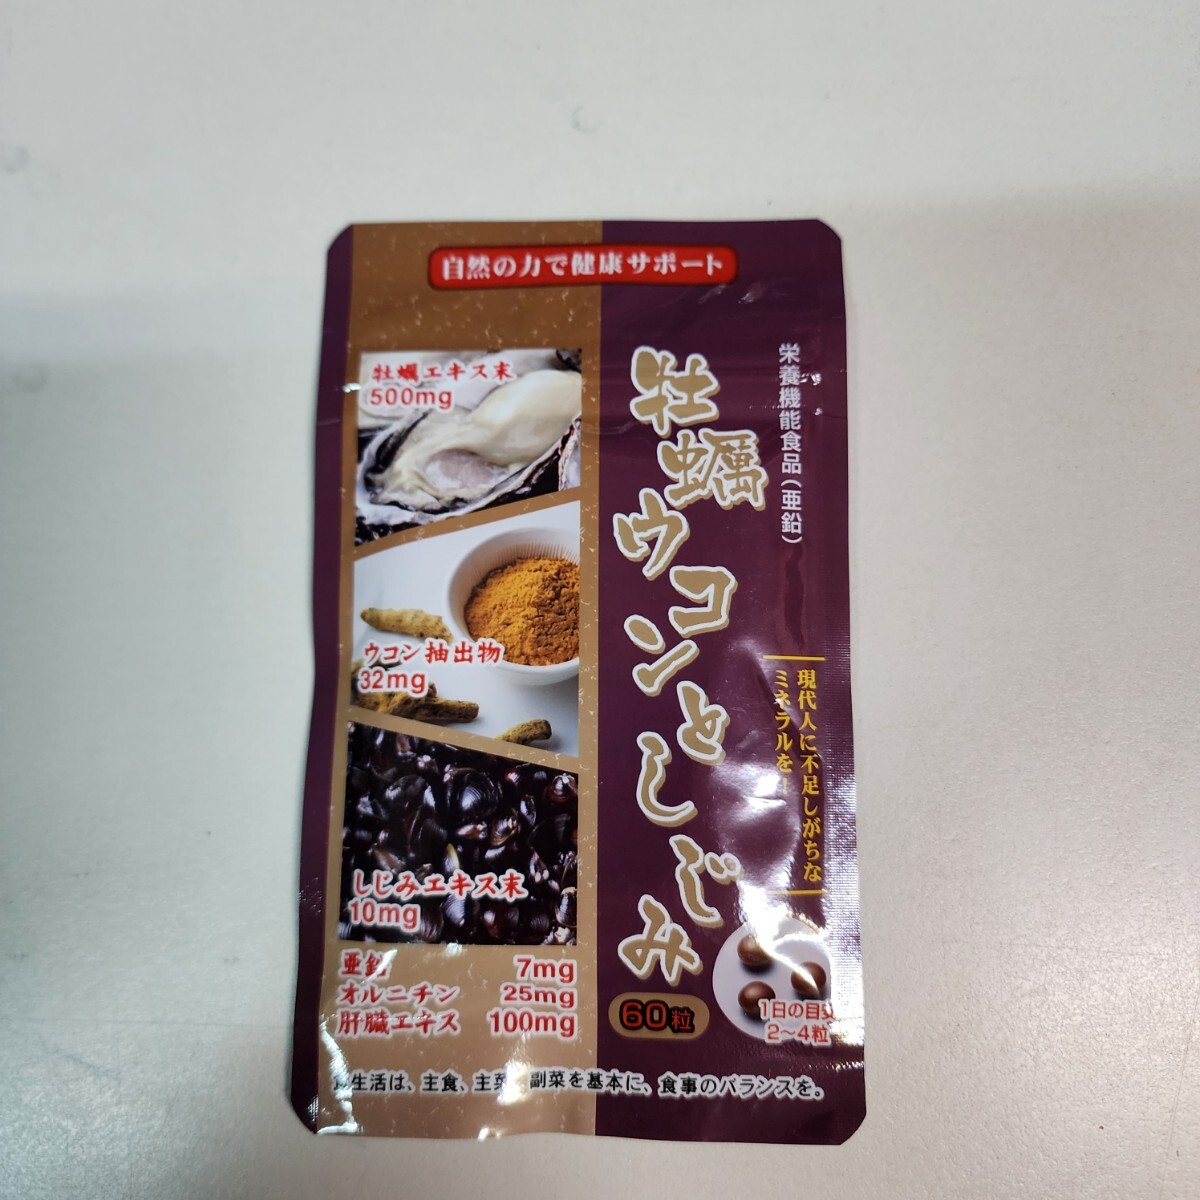 自然の力で健康サポート
栄養機能食品(亜鉛)
牡蠣ウコンとしじみ
現代人に不足しがちな
ミネラルを!
牡蠣エキス末
500mg
ウコン抽出物
32mg
しじみエキス末
10mg
亜鉛 7mg
オルニチン 25mg
肝臓エキス 100mg
60粒
1日の目安
2〜4粒
食生活は、主食、主菜、副菜を基本に、食事のバランスを。